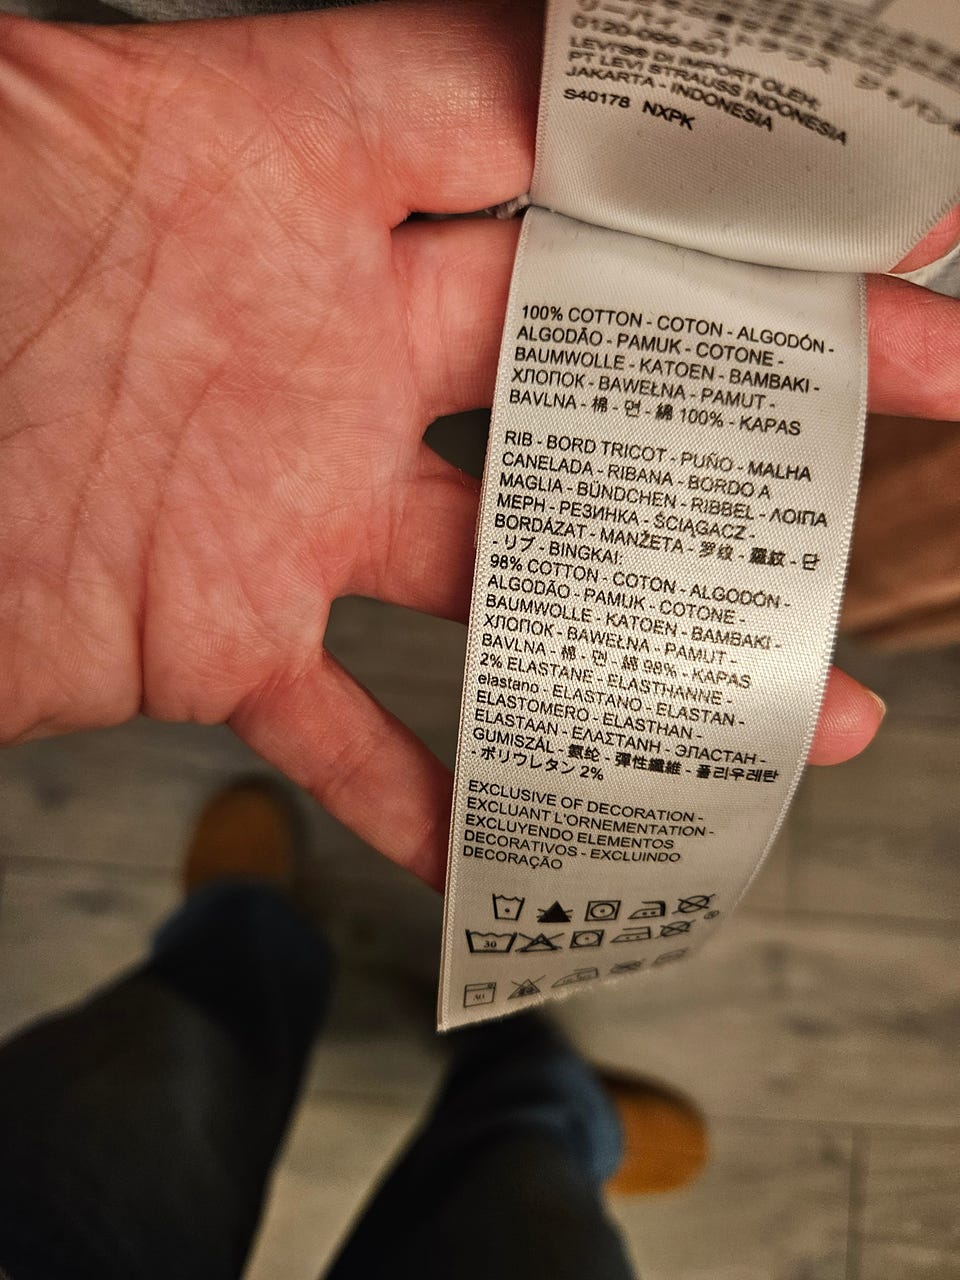 0120-099-501
LEVI'S® DI IMPORT OLEH:
PT LEVI STRAUSS INDONESIA
JAKARTA - INDONESIA
S40178 NXPK
100% COTTON - COTON - ALGODÓN -
ALGODÃO - PAMUK - COTONE -
BAUMWOLLE - KATOEN - BAMBAKI -
ХЛОПОК - BAWEŁNA - PAMUT -
BAVLNA - 棉 - 면 - 綿 100% - KAPAS
RIB - BORD TRICOT - PUÑO - MALHA
CANELADA - RIBANA - BORDO A
MAGLIA - BÜNDCHEN - RIBBEL - ΛΟΙΠΑ
ΜΕΡΗ - РЕЗИНКА - ŚCIĄGACZ -
BORDÁZAT - MANŽETA - 罗纹 - 羅紋 - 단
- リブ - BINGKAI:
98% COTTON - COTON - ALGODÓN -
ALGODÃO - PAMUK - COTONE -
BAUMWOLLE - KATOEN - BAMBAKI -
ХЛОПОК - BAWEŁNA - PAMUT -
BAVLNA - 棉 - 면 - 綿 98% - KAPAS
2% ELASTANE - ELASTHANNE -
elastano - ELASTANO - ELASTAN -
ELASTOMERO - ELASTHAN -
ELASTAAN - ΕΛΑΣΤΑΝΗ - ЭЛАСТАН -
GUMISZÁL - 氨纶 - 彈性纖維 - 폴리우레탄
- ポリウレタン 2%
EXCLUSIVE OF DECORATION -
EXCLUANT L'ORNEMENTATION -
EXCLUYENDO ELEMENTOS
DECORATIVOS - EXCLUINDO
DECORAÇÃO
30